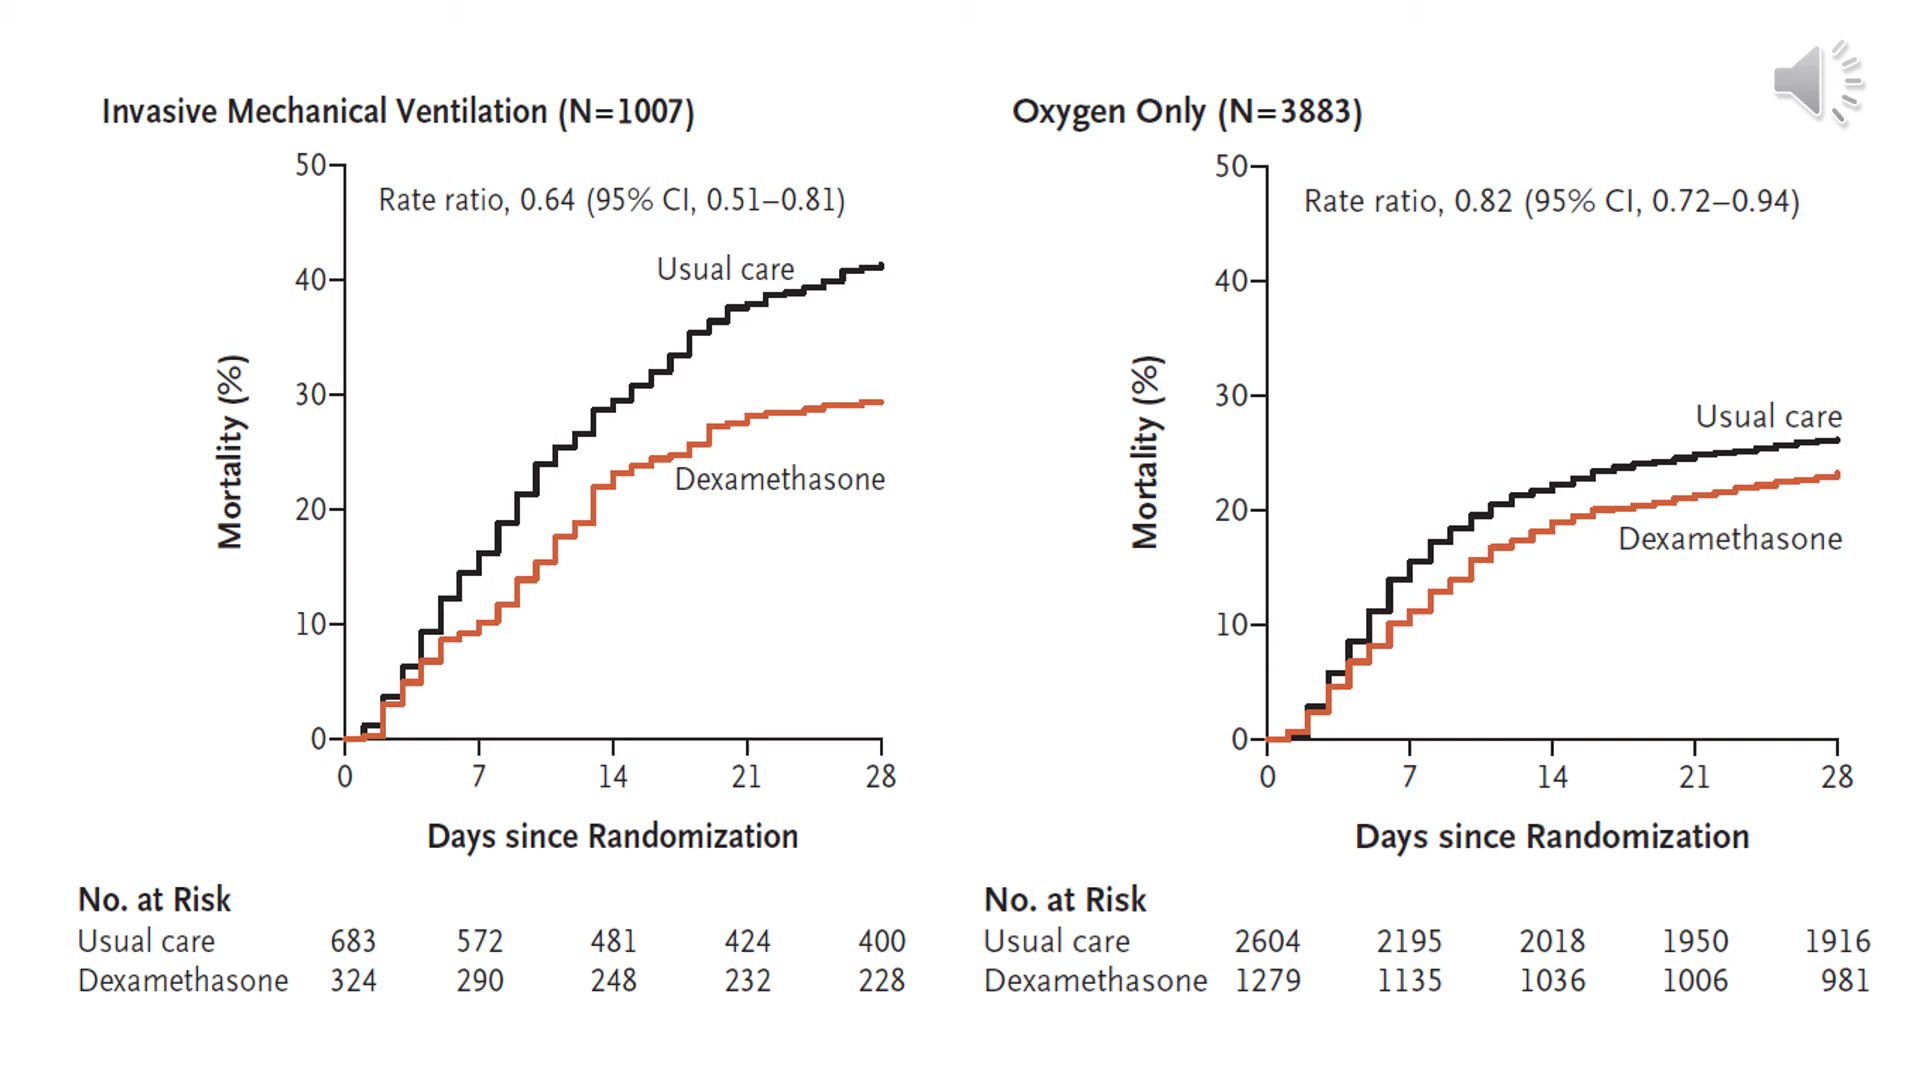 Invasive Mechanical Ventilation (N=1007)
50
Rate ratio, 0.64 (95% CI, 0.51–0.81)
Usual care
40
30
Dexamethasone
20
10
0
Mortality (%)
0 7 14 21 28
Days since Randomization
No. at Risk
Usual care 683 572 481 424 400
Dexamethasone 324 290 248 232 228
Oxygen Only (N=3883)
50
Rate ratio, 0.82 (95% CI, 0.72–0.94)
40
30
Usual care
20
Dexamethasone
10
0
Mortality (%)
0 7 14 21 28
Days since Randomization
No. at Risk
Usual care 2604 2195 2018 1950 1916
Dexamethasone 1279 1135 1036 1006 981